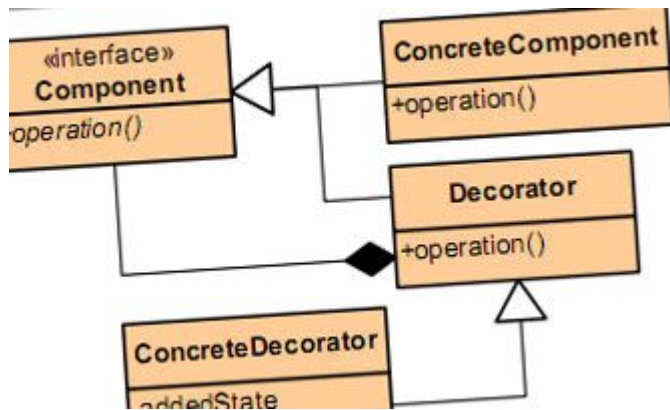 «interface»
Component
+operation()
ConcreteComponent
+operation()
Decorator
+operation()
ConcreteDecorator
addedState